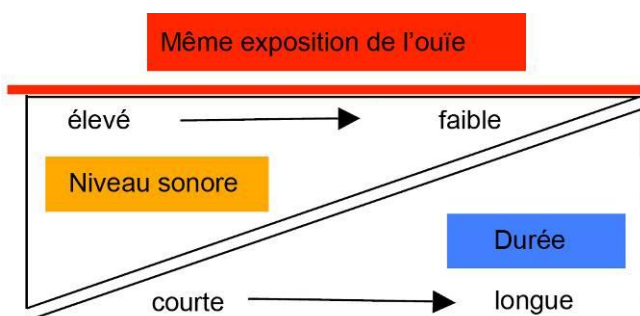 Même exposition de l'ouïe
élevé faible
Niveau sonore
Durée
courte longue